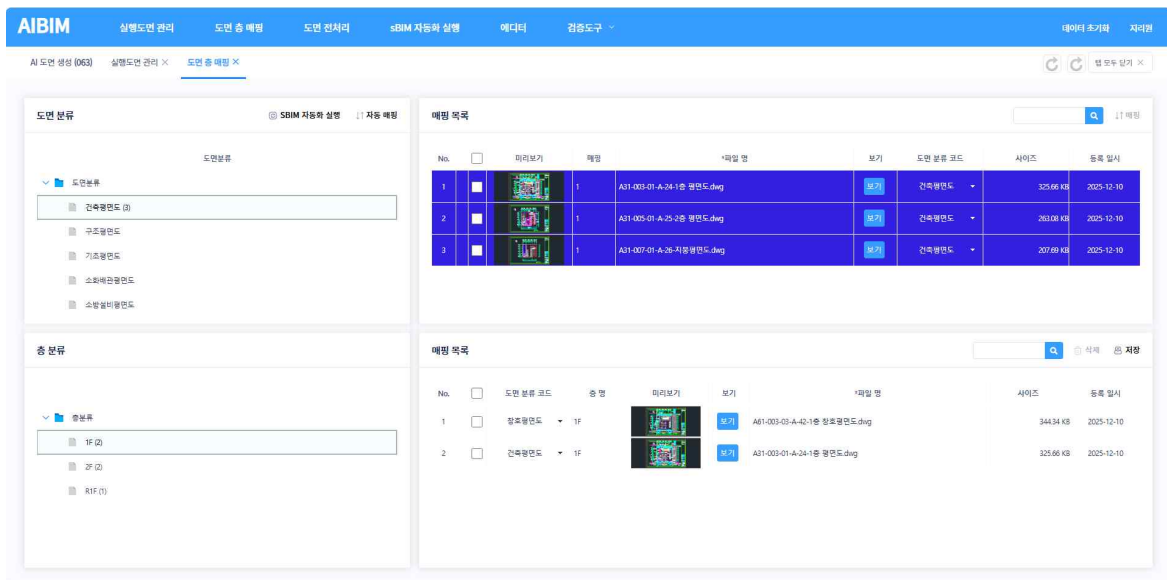 AIBIM 실행도면 관리 도면 층 매핑 도면 전처리 sBIM 자동화 실행 에디터 검증도구 데이터 초기화 지리원
AI 도면 생성 (063) 실행도면 관리 × 도면 층 매핑 × 탭 모두 닫기 ×
도면 분류 SBIM 자동화 실행 ↓↑ 자동 매핑
도면분류
도면분류
건축평면도 (3)
구조평면도
기초평면도
소화배관평면도
소방설비평면도
매핑 목록 ↓↑ 매핑
No. 미리보기 매핑 *파일 명 보기 도면 분류 코드 사이즈 등록 일시
1 1 A31-003-01-A-24-1층 평면도.dwg 보기 건축평면도 325.66 KB 2025-12-10
2 1 A31-005-01-A-25-2층 평면도.dwg 보기 건축평면도 263.08 KB 2025-12-10
3 1 A31-007-01-A-26-지붕평면도.dwg 보기 건축평면도 207.69 KB 2025-12-10
층 분류
층분류
1F (2)
2F (2)
R1F (1)
매핑 목록 삭제 저장
No. 도면 분류 코드 층 명 미리보기 보기 *파일 명 사이즈 등록 일시
1 창호평면도 1F 보기 A61-003-03-A-42-1층 창호평면도.dwg 344.34 KB 2025-12-10
2 건축평면도 1F 보기 A31-003-01-A-24-1층 평면도.dwg 325.66 KB 2025-12-10